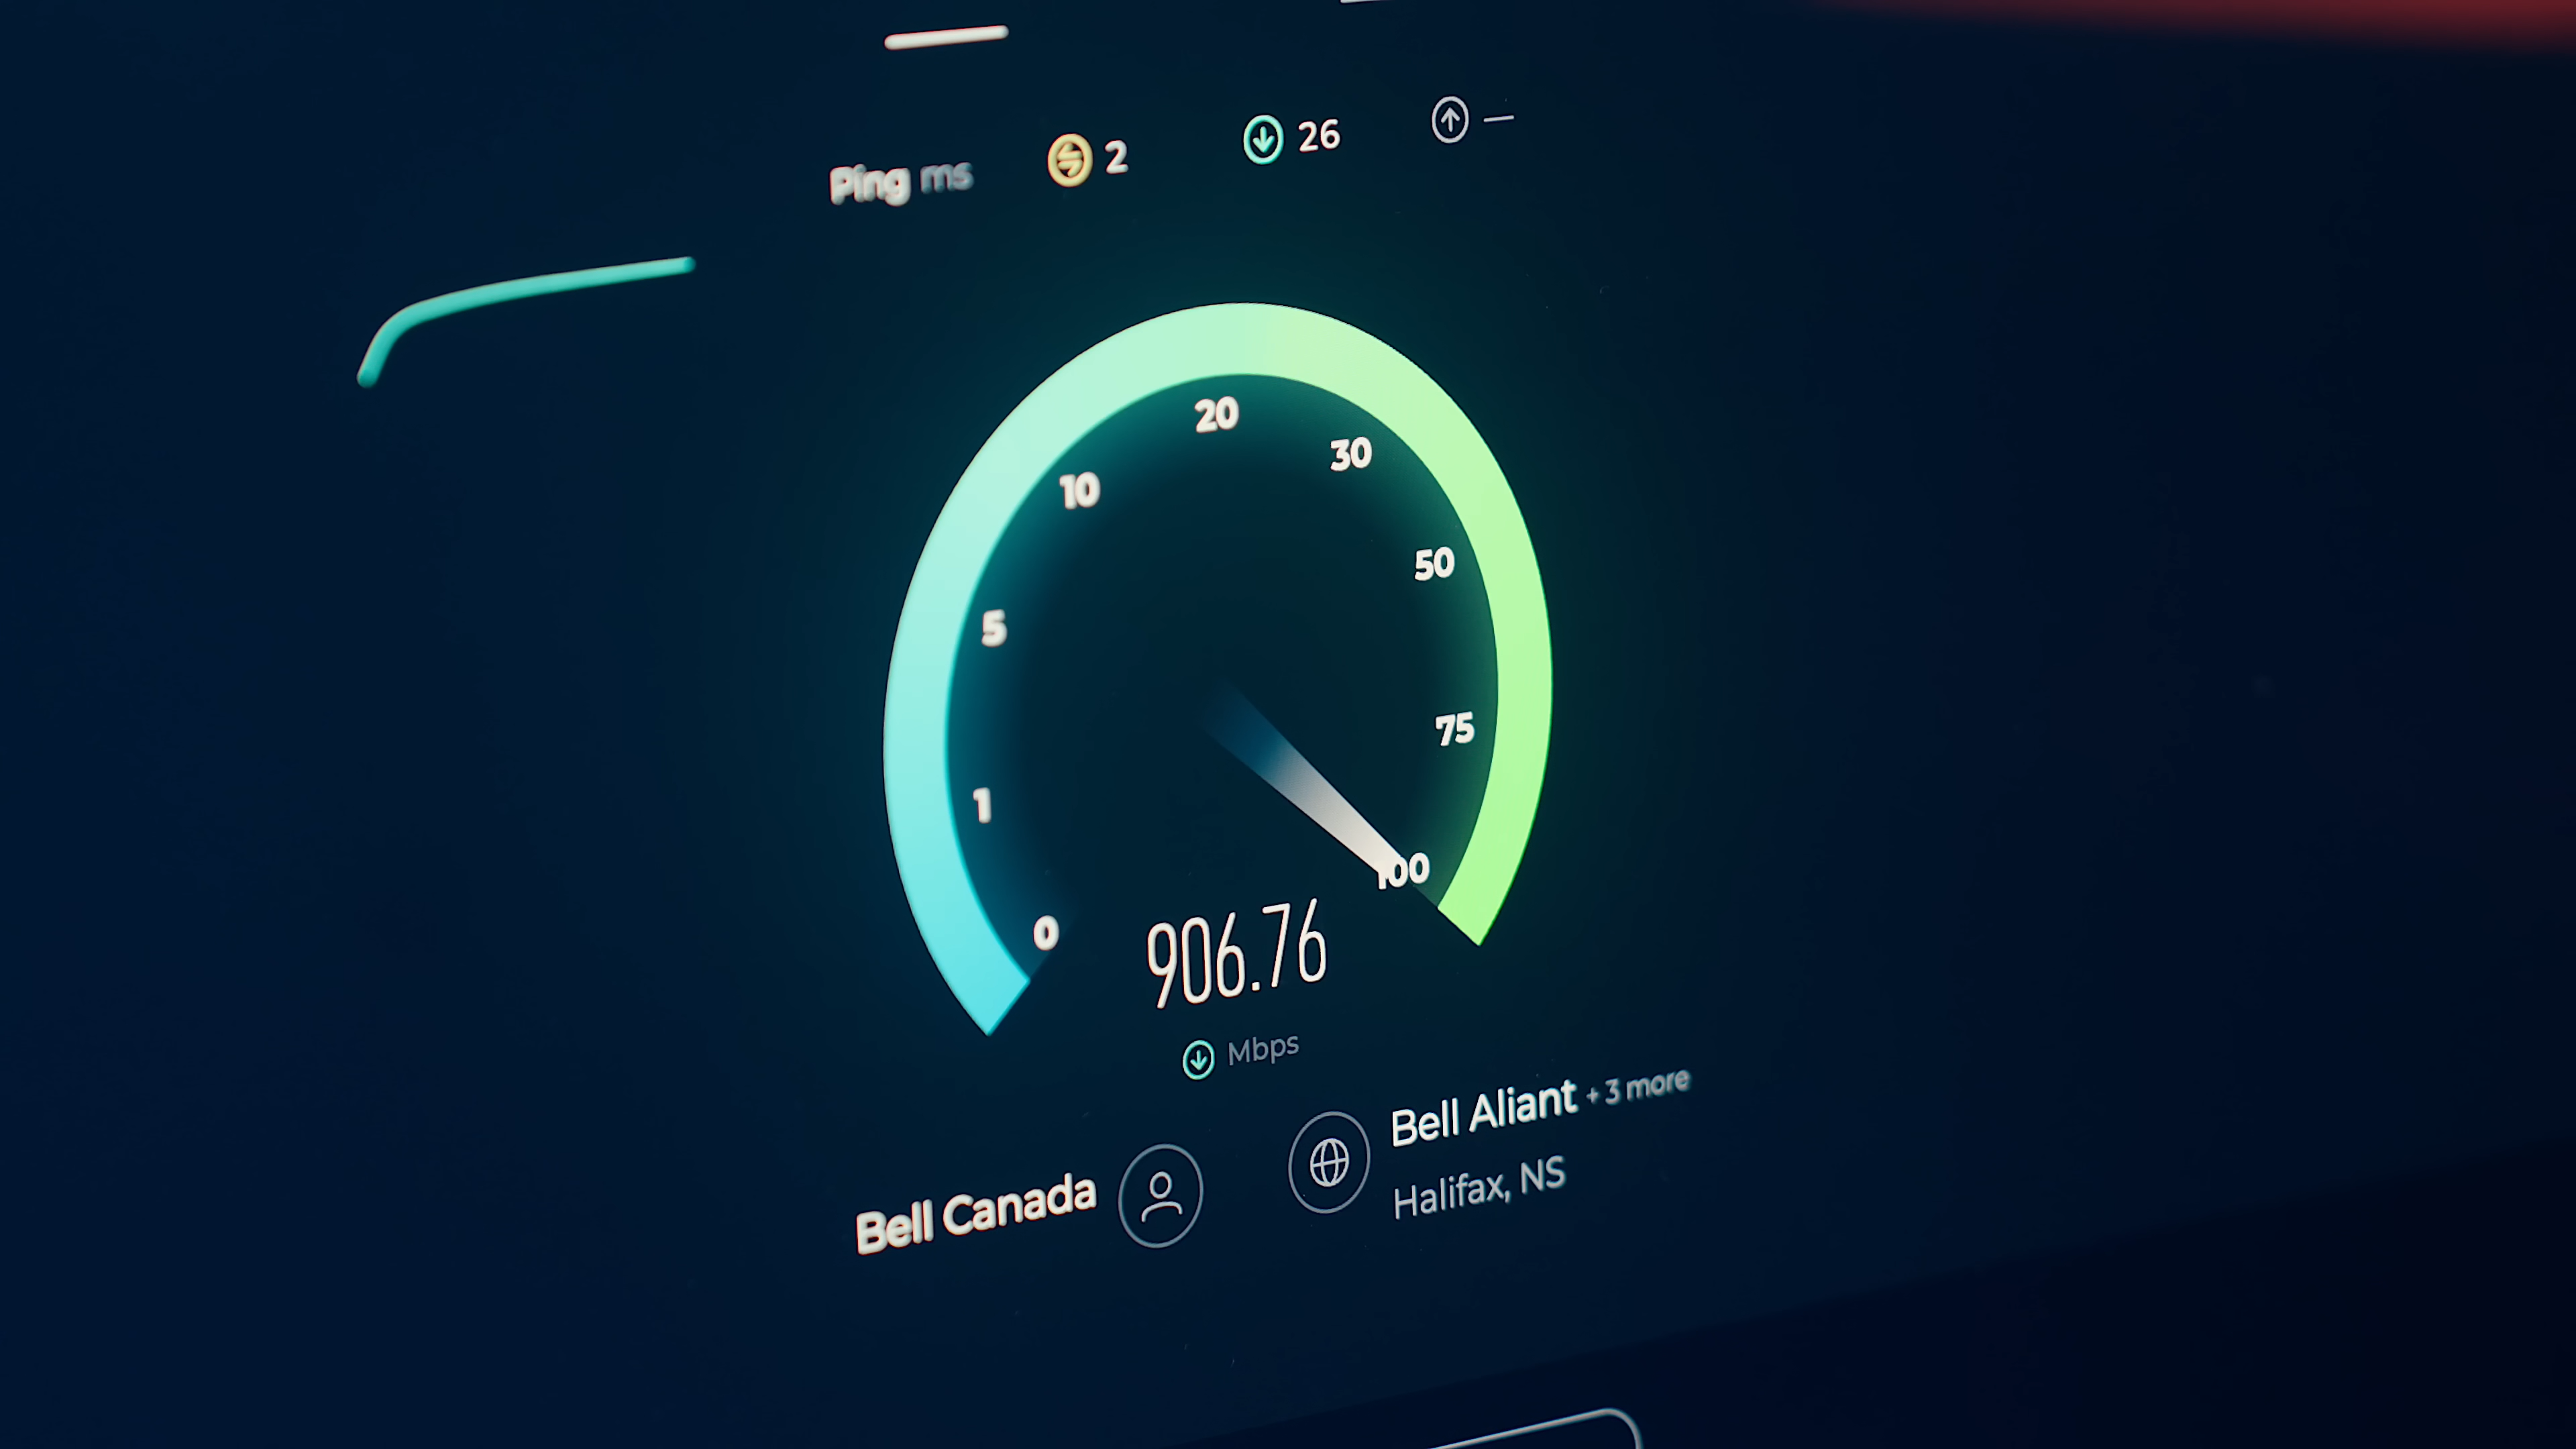 Ping ms 2 26 —
0
1
5
10
20
30
50
75
100
906.76
Mbps
Bell Canada
Bell Aliant + 3 more
Halifax, NS